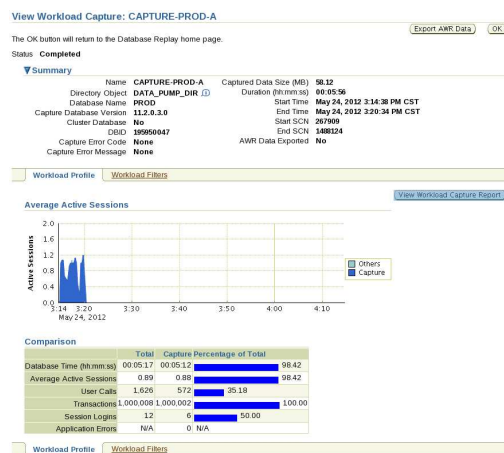 View Workload Capture: CAPTURE-PROD-A
Export AWR Data
OK
The OK button will return to the Database Replay home page.
Status Completed
Summary
Name CAPTURE-PROD-A
Directory Object DATA_PUMP_DIR
Database Name PROD
Capture Database Version 11.2.0.3.0
Cluster Database No
DBID 195950047
Capture Error Code None
Capture Error Message None
Captured Data Size (MB) 58.12
Duration (hh:mm:ss) 00:05:56
Start Time May 24, 2012 3:14:38 PM CST
End Time May 24, 2012 3:20:34 PM CST
Start SCN 267909
End SCN 1488124
AWR Data Exported No
Workload Profile Workload Filters
View Workload Capture Report
Average Active Sessions
Active Sessions
2.0
1.6
1.2
0.8
0.4
0.0
3:14 3:20 3:30 3:40 3:50 4:00 4:10
May 24, 2012
Others
Capture
Comparison
Total Capture Percentage of Total
Database Time (hh:mm:ss) 00:05:17 00:05:12 98.42
Average Active Sessions 0.89 0.88 98.42
User Calls 1,626 572 35.18
Transactions 1,000,008 1,000,002 100.00
Session Logins 12 6 50.00
Application Errors N/A 0 N/A
Workload Profile Workload Filters